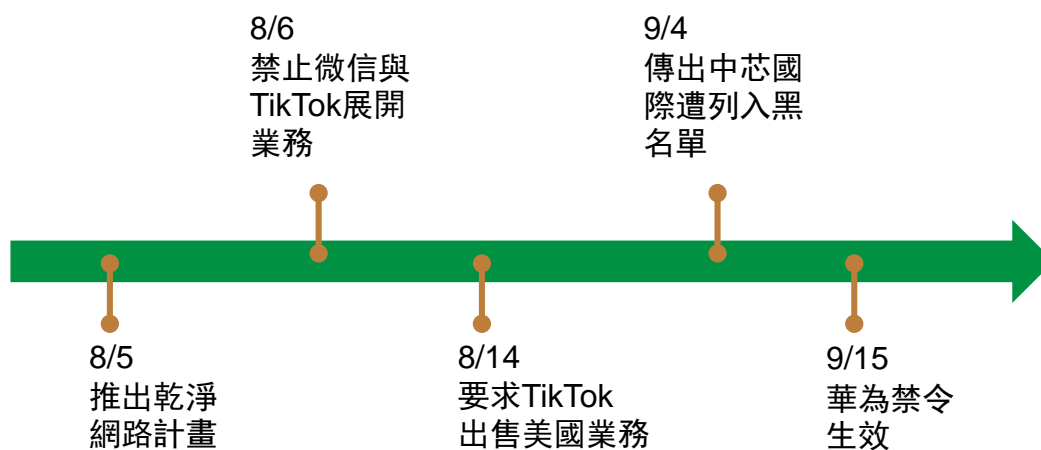 8/6
禁止微信與
TikTok展開
業務
9/4
傳出中芯國
際遭列入黑
名單
8/5
推出乾淨
網路計畫
8/14
要求TikTok
出售美國業務
9/15
華為禁令
生效